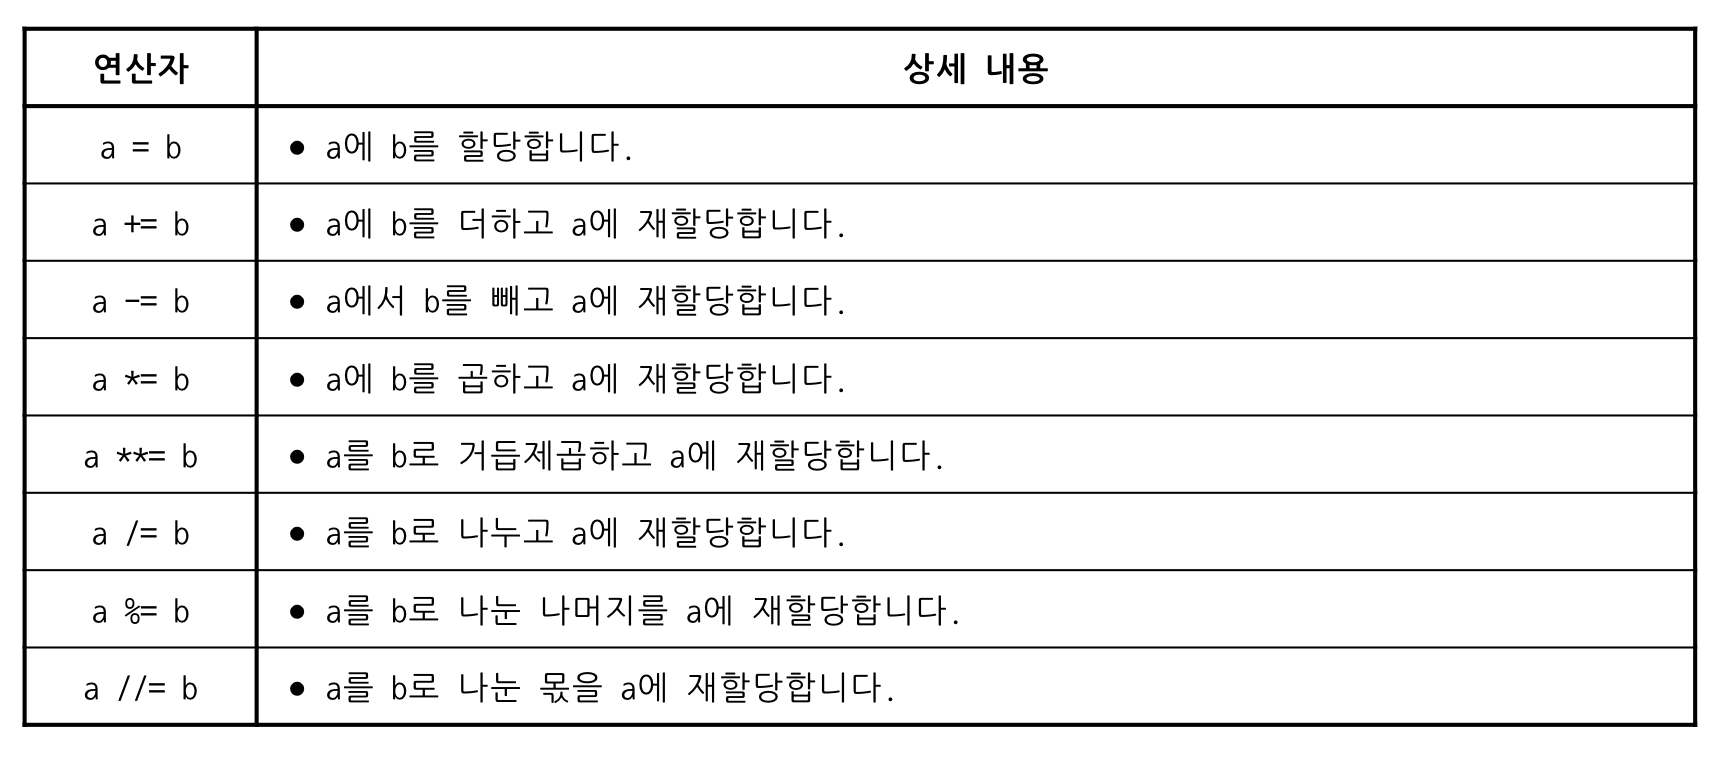 연산자 상세 내용
a = b ● a에 b를 할당합니다.
a += b ● a에 b를 더하고 a에 재할당합니다.
a -= b ● a에서 b를 빼고 a에 재할당합니다.
a *= b ● a에 b를 곱하고 a에 재할당합니다.
a **= b ● a를 b로 거듭제곱하고 a에 재할당합니다.
a /= b ● a를 b로 나누고 a에 재할당합니다.
a %= b ● a를 b로 나눈 나머지를 a에 재할당합니다.
a //= b ● a를 b로 나눈 몫을 a에 재할당합니다.